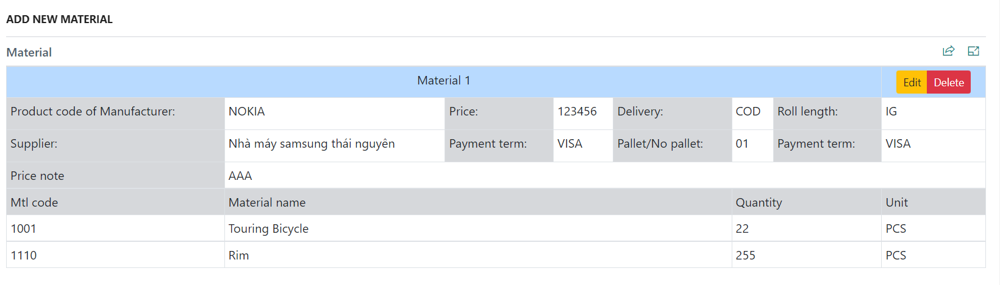 ADD NEW MATERIAL
Material
Material 1 Edit Delete
Product code of Manufacturer: NOKIA Price: 123456 Delivery: COD Roll length: IG
Supplier: Nhà máy samsung thái nguyên Payment term: VISA Pallet/No pallet: 01 Payment term: VISA
Price note AAA
Mtl code Material name Quantity Unit
1001 Touring Bicycle 22 PCS
1110 Rim 255 PCS